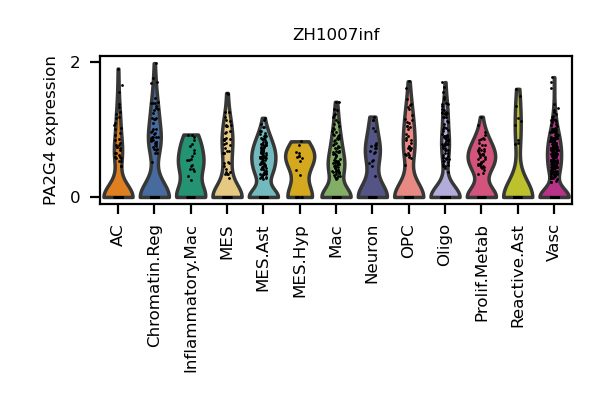 ZH1007inf
PA2G4 expression
2
0
AC
Chromatin.Reg
Inflammatory.Mac
MES
MES.Ast
MES.Hyp
Mac
Neuron
OPC
Oligo
Prolif.Metab
Reactive.Ast
Vasc